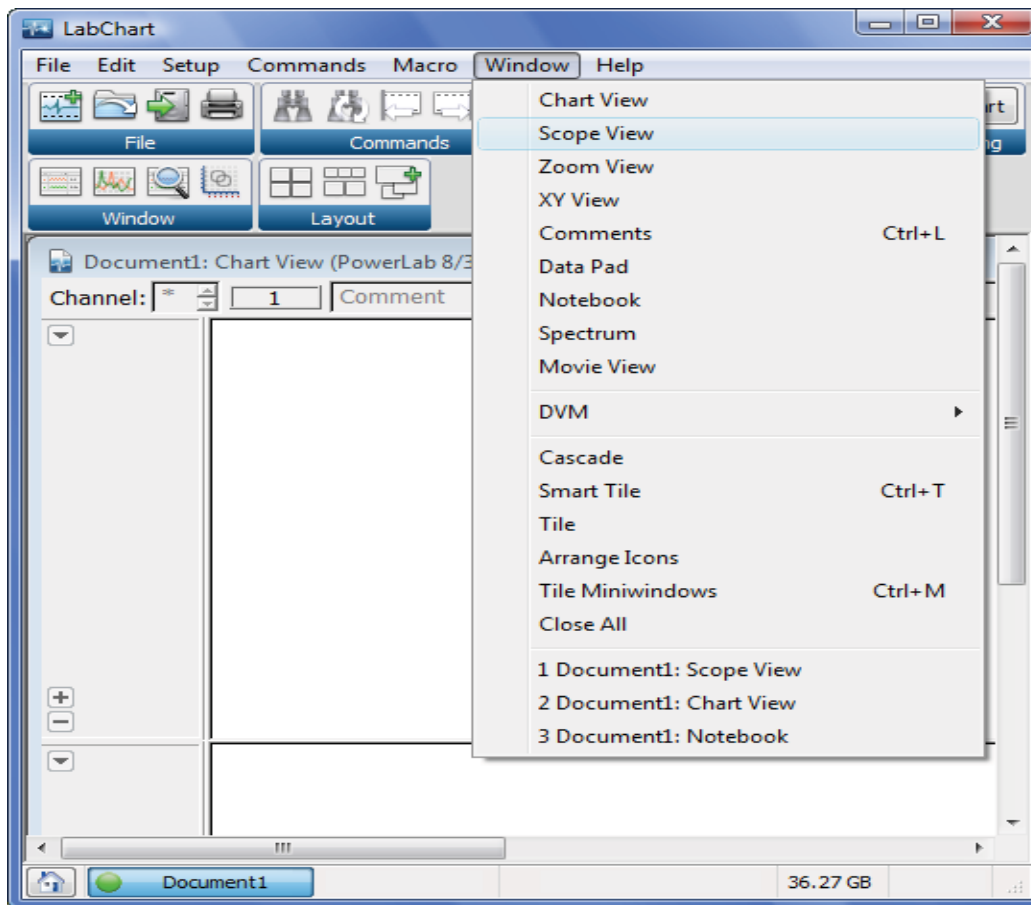 LabChart
File Edit Setup Commands Macro Window Help
File Commands
Window Layout
Document1: Chart View (PowerLab 8/3
Channel: * 1 Comment
Chart View
Scope View
Zoom View
XY View
Comments Ctrl+L
Data Pad
Notebook
Spectrum
Movie View
DVM
Cascade
Smart Tile Ctrl+T
Tile
Arrange Icons
Tile Miniwindows Ctrl+M
Close All
1 Document1: Scope View
2 Document1: Chart View
3 Document1: Notebook
Document1 36.27 GB